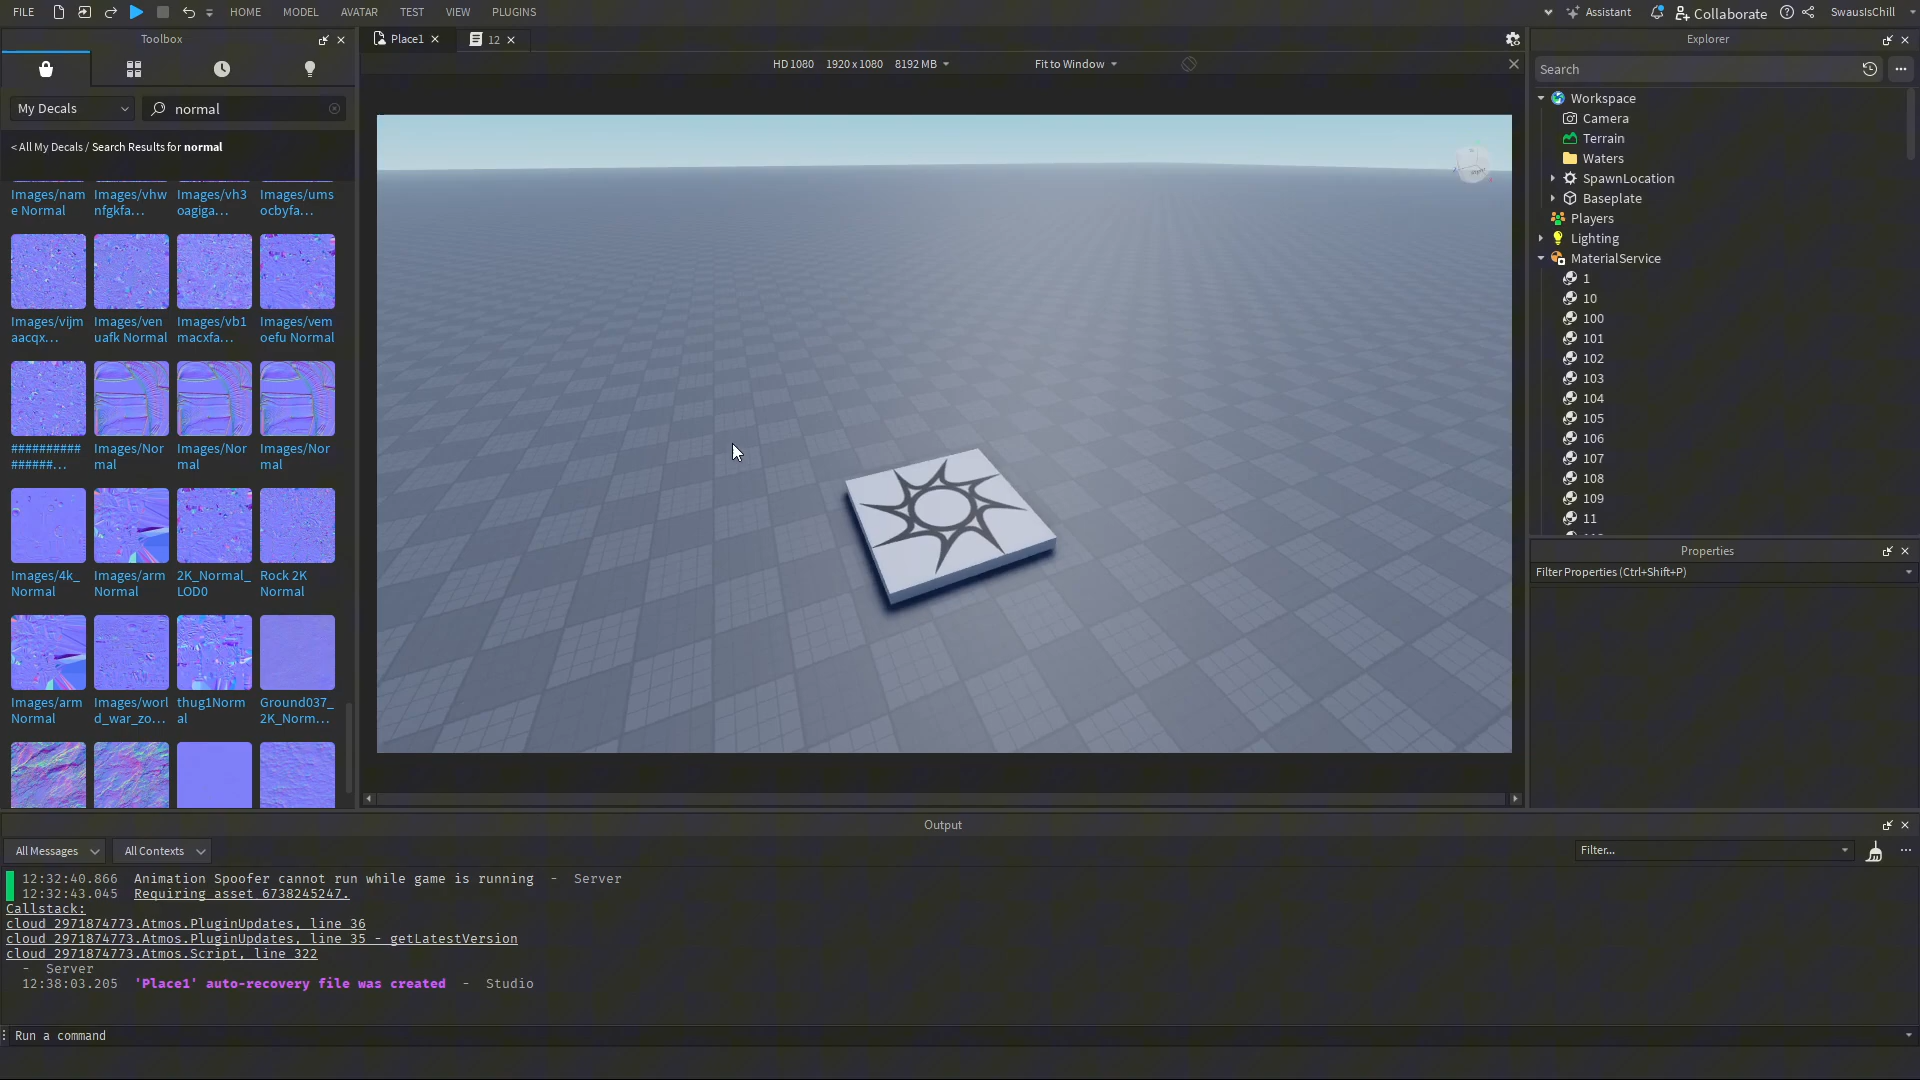 FILE HOME MODEL AVATAR TEST VIEW PLUGINS Assistant Collaborate SwausIsChill
Toolbox
My Decals normal
< All My Decals / Search Results for normal
Images/nam Images/vhw Images/vh3 Images/ums
e Normal nfgkfa... oagiga... ocbyfa...
Images/vijm Images/ven Images/vb1 Images/vem
aacqx... uafk Normal macxfa... oefu Normal
########## Images/Nor Images/Nor Images/Nor
######... mal mal mal
Images/4k_ Images/arm 2K_Normal_ Rock 2K
Normal Normal LOD0 Normal
Images/arm Images/worl thug1Norm Ground037_
Normal d_war_zo... al 2K_Norm...
Place1 12
HD 1080 1920 x 1080 8192 MB Fit to Window
Explorer
Search
Workspace
Camera
Terrain
Waters
SpawnLocation
Baseplate
Players
Lighting
MaterialService
1
10
100
101
102
103
104
105
106
107
108
109
11
Properties
Filter Properties (Ctrl+Shift+P)
Output
All Messages All Contexts Filter...
12:32:40.866 Animation Spoofer cannot run while game is running - Server
12:32:43.045 Requiring asset 6738245247.
Callstack:
cloud_2971874773.Atmos.PluginUpdates, line 36
cloud_2971874773.Atmos.PluginUpdates, line 35 - getLatestVersion
cloud_2971874773.Atmos.Script, line 322
- Server
12:38:03.205 'Place1' auto-recovery file was created - Studio
Run a command